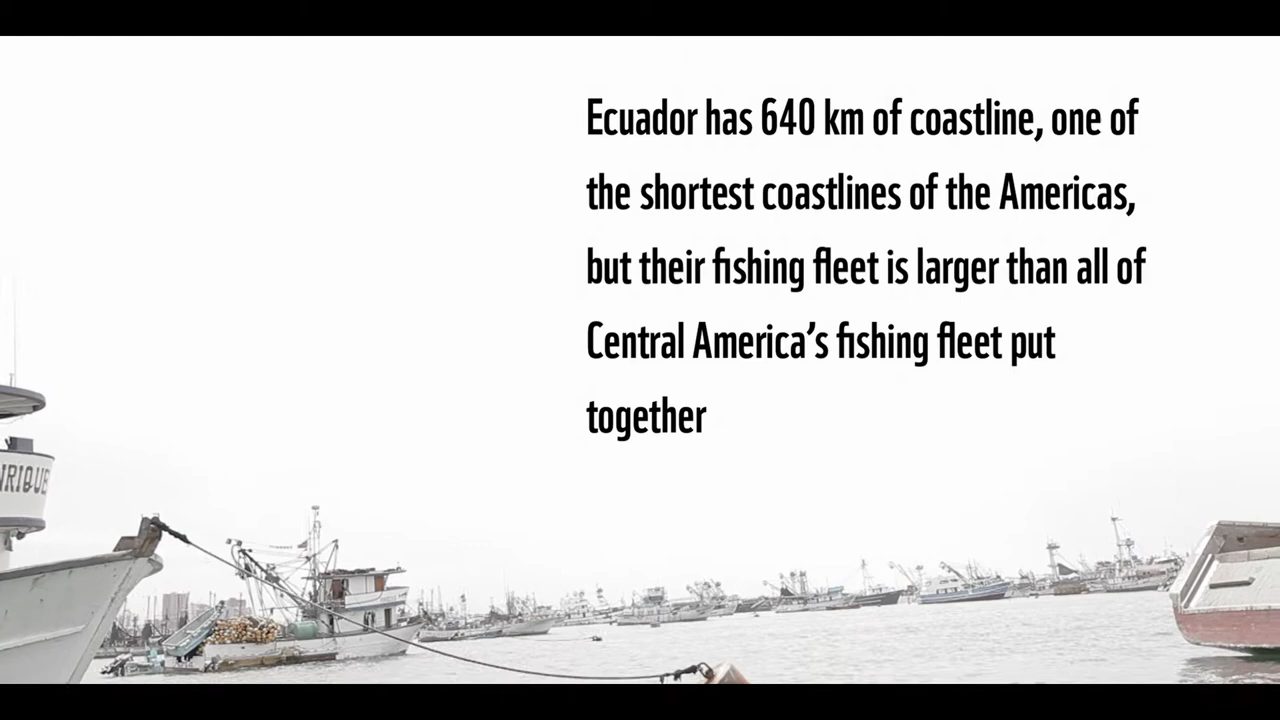 Ecuador has 640 km of coastline, one of
the shortest coastlines of the Americas,
but their fishing fleet is larger than all of
Central America’s fishing fleet put
together
NRIQUE